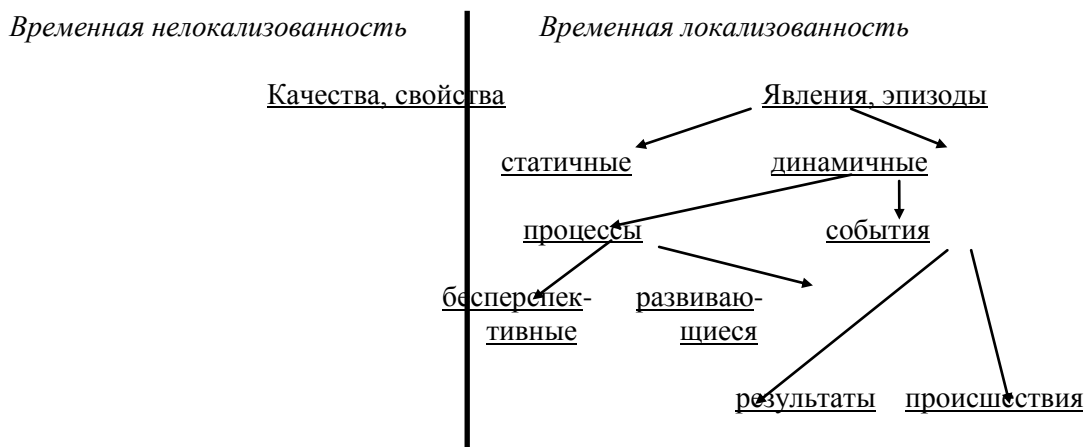 Временная нелокализованность Временная локализованность
Качества, свойства Явления, эпизоды
статичные динамичные
процессы события
бесперспек- развиваю-
тивные щиеся
результаты происшествия